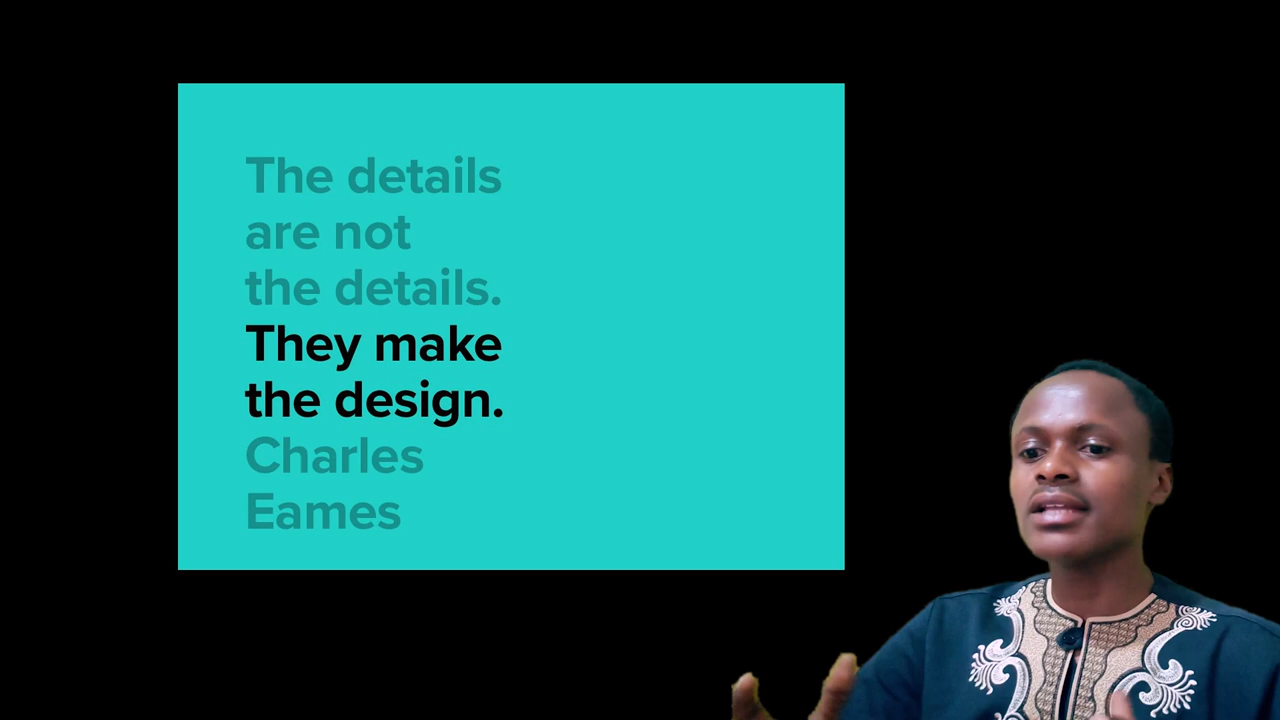 The details
are not
the details.
They make
the design.
Charles
Eames